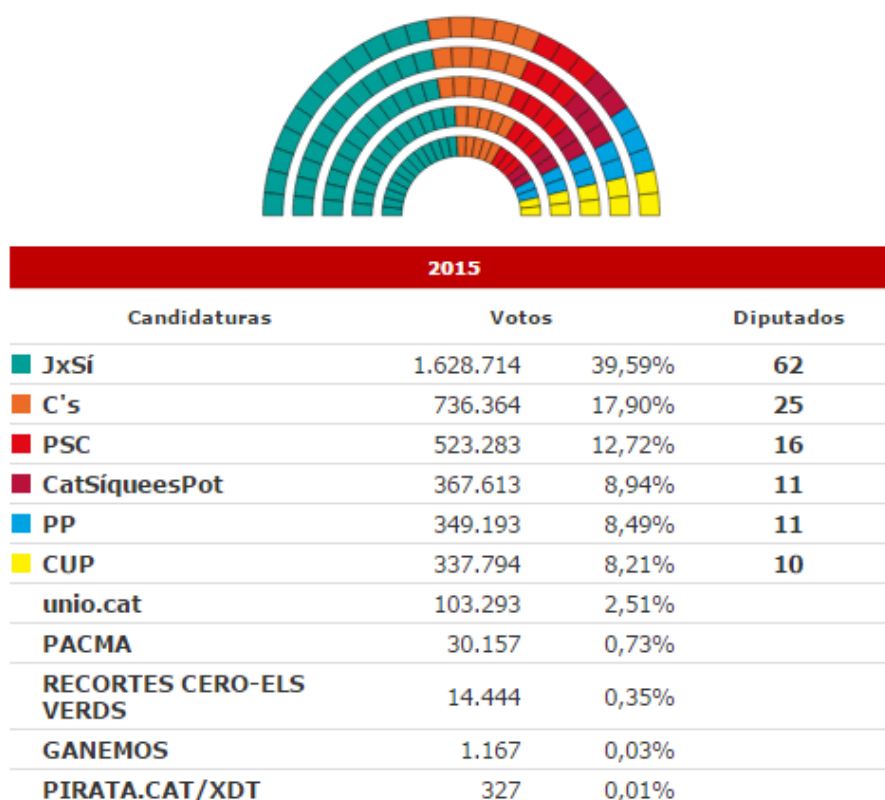 2015
Candidaturas Votos Diputados
JxSí 1.628.714 39,59% 62
C's 736.364 17,90% 25
PSC 523.283 12,72% 16
CatSíqueesPot 367.613 8,94% 11
PP 349.193 8,49% 11
CUP 337.794 8,21% 10
unio.cat 103.293 2,51%
PACMA 30.157 0,73%
RECORTES CERO-ELS
VERDS 14.444 0,35%
GANEMOS 1.167 0,03%
PIRATA.CAT/XDT 327 0,01%